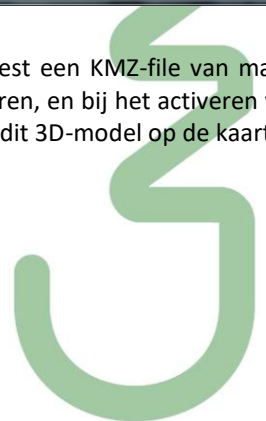 est een KMZ-file van ma
ren, en bij het activeren
dit 3D-model op de kaart